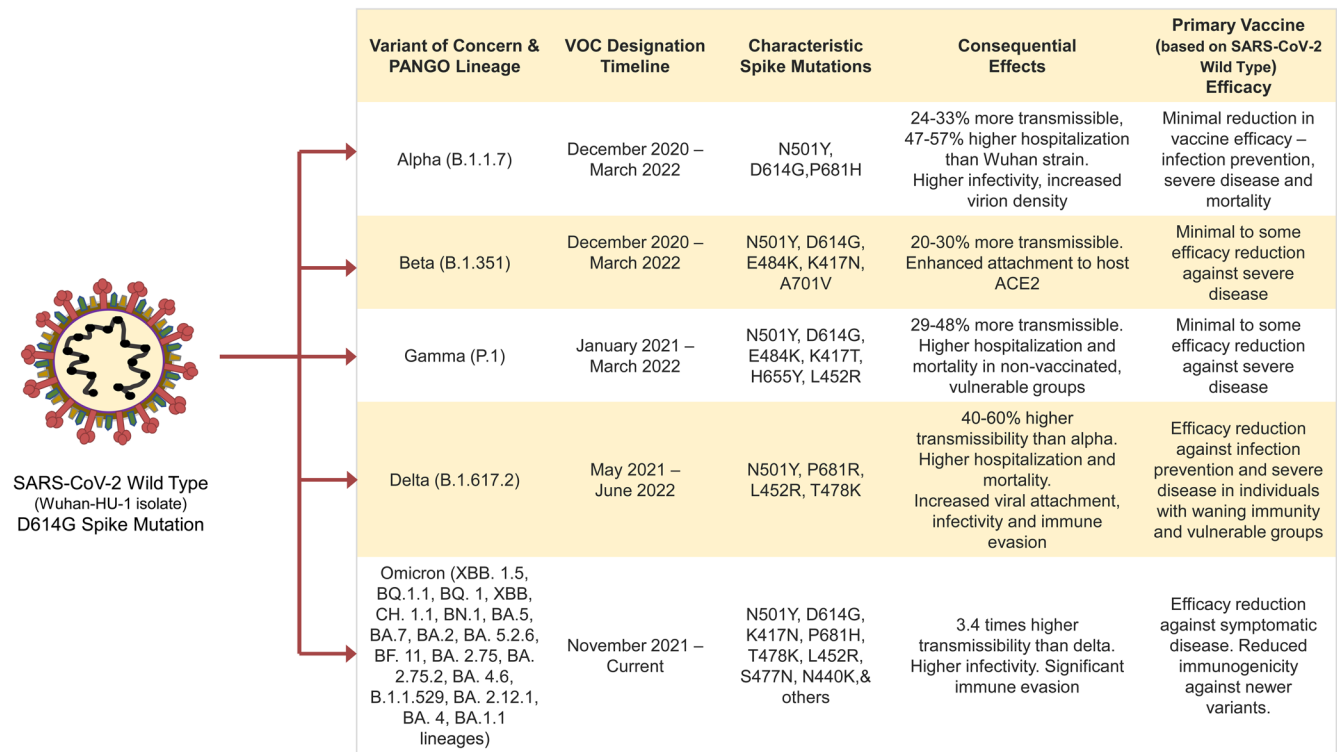 Variant of Concern &
PANGO Lineage
VOC Designation
Timeline
Characteristic
Spike Mutations
Consequential
Effects
Primary Vaccine
(based on SARS-CoV-2
Wild Type)
Efficacy
Alpha (B.1.1.7)
December 2020 –
March 2022
N501Y,
D614G,P681H
24-33% more transmissible,
47-57% higher hospitalization
than Wuhan strain.
Higher infectivity, increased
virion density
Minimal reduction in
vaccine efficacy –
infection prevention,
severe disease and
mortality
Beta (B.1.351)
December 2020 –
March 2022
N501Y, D614G,
E484K, K417N,
A701V
20-30% more transmissible.
Enhanced attachment to host
ACE2
Minimal to some
efficacy reduction
against severe
disease
Gamma (P.1)
January 2021 –
March 2022
N501Y, D614G,
E484K, K417T,
H655Y, L452R
29-48% more transmissible.
Higher hospitalization and
mortality in non-vaccinated,
vulnerable groups
Minimal to some
efficacy reduction
against severe
disease
Delta (B.1.617.2)
May 2021 –
June 2022
N501Y, P681R,
L452R, T478K
40-60% higher
transmissibility than alpha.
Higher hospitalization and
mortality.
Increased viral attachment,
infectivity and immune
evasion
Efficacy reduction
against infection
prevention and severe
disease in individuals
with waning immunity
and vulnerable groups
Omicron (XBB. 1.5,
BQ.1.1, BQ. 1, XBB,
CH. 1.1, BN.1, BA.5,
BA.7, BA.2, BA. 5.2.6,
BF. 11, BA. 2.75, BA.
2.75.2, BA. 4.6,
B.1.1.529, BA. 2.12.1,
BA. 4, BA.1.1
lineages)
November 2021 –
Current
N501Y, D614G,
K417N, P681H,
T478K, L452R,
S477N, N440K,&
others
3.4 times higher
transmissibility than delta.
Higher infectivity. Significant
immune evasion
Efficacy reduction
against symptomatic
disease. Reduced
immunogenicity
against newer
variants.
SARS-CoV-2 Wild Type
(Wuhan-HU-1 isolate)
D614G Spike Mutation